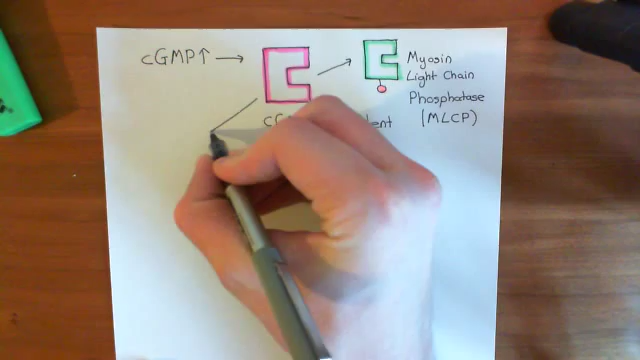 cGMP↑ →
Myosin
Light Chain
Phosphatase
(MLCP)